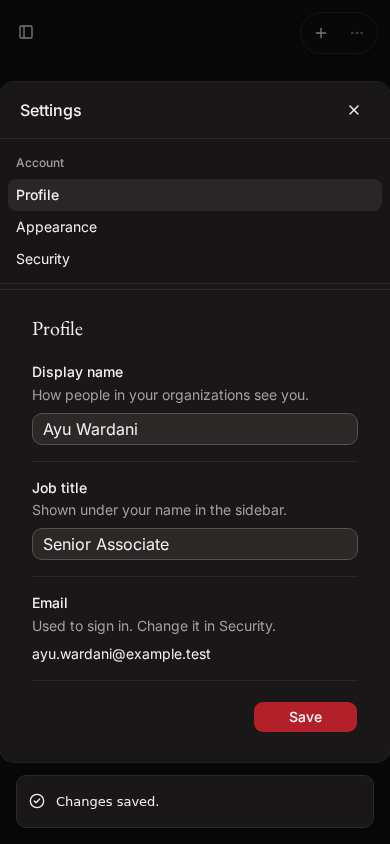 Settings
Account
Profile
Appearance
Security
Profile
Display name
How people in your organizations see you.
Ayu Wardani
Job title
Shown under your name in the sidebar.
Senior Associate
Email
Used to sign in. Change it in Security.
ayu.wardani@example.test
Save
Changes saved.